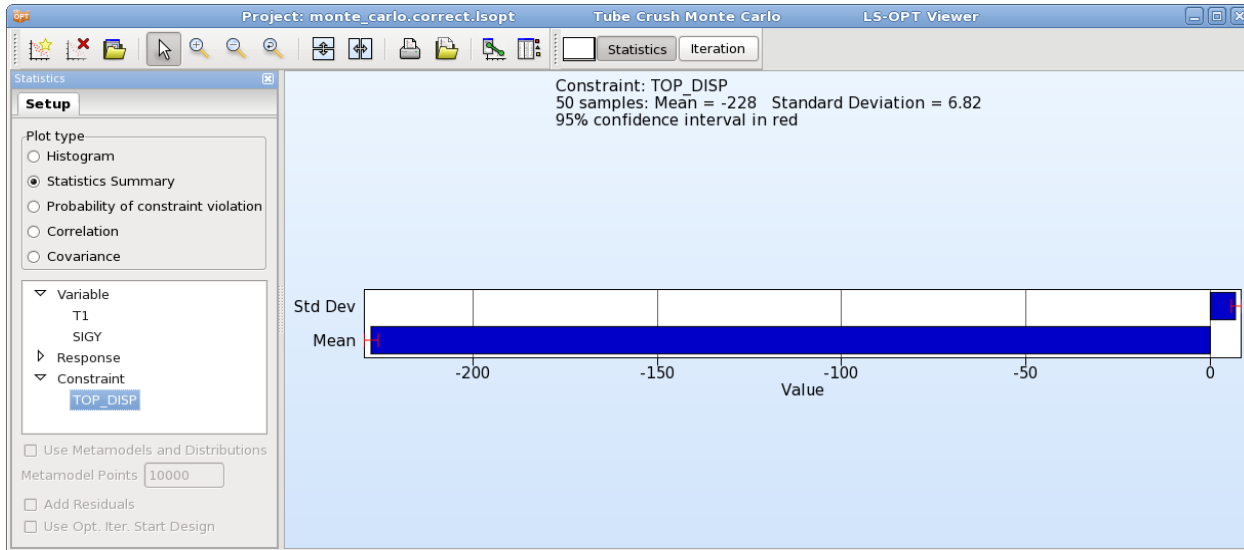 OPT Project: monte_carlo.correct.lsopt Tube Crush Monte Carlo LS-OPT Viewer
Statistics Iteration
Statistics
Setup
Plot type
Histogram
Statistics Summary
Probability of constraint violation
Correlation
Covariance
Variable
T1
SIGY
Response
Constraint
TOP_DISP
Use Metamodels and Distributions
Metamodel Points 10000
Add Residuals
Use Opt. Iter. Start Design
Constraint: TOP_DISP
50 samples: Mean = -228 Standard Deviation = 6.82
95% confidence interval in red
Std Dev
Mean
-200 -150 -100 -50 0
Value